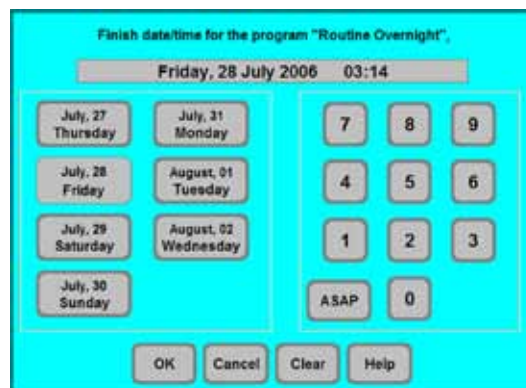 Finish date/time for the program "Routine Overnight",
Friday, 28 July 2006 03:14
July, 27
Thursday
July, 28
Friday
July, 29
Saturday
July, 30
Sunday
July, 31
Monday
August, 01
Tuesday
August, 02
Wednesday
7 8 9
4 5 6
1 2 3
ASAP 0
OK Cancel Clear Help